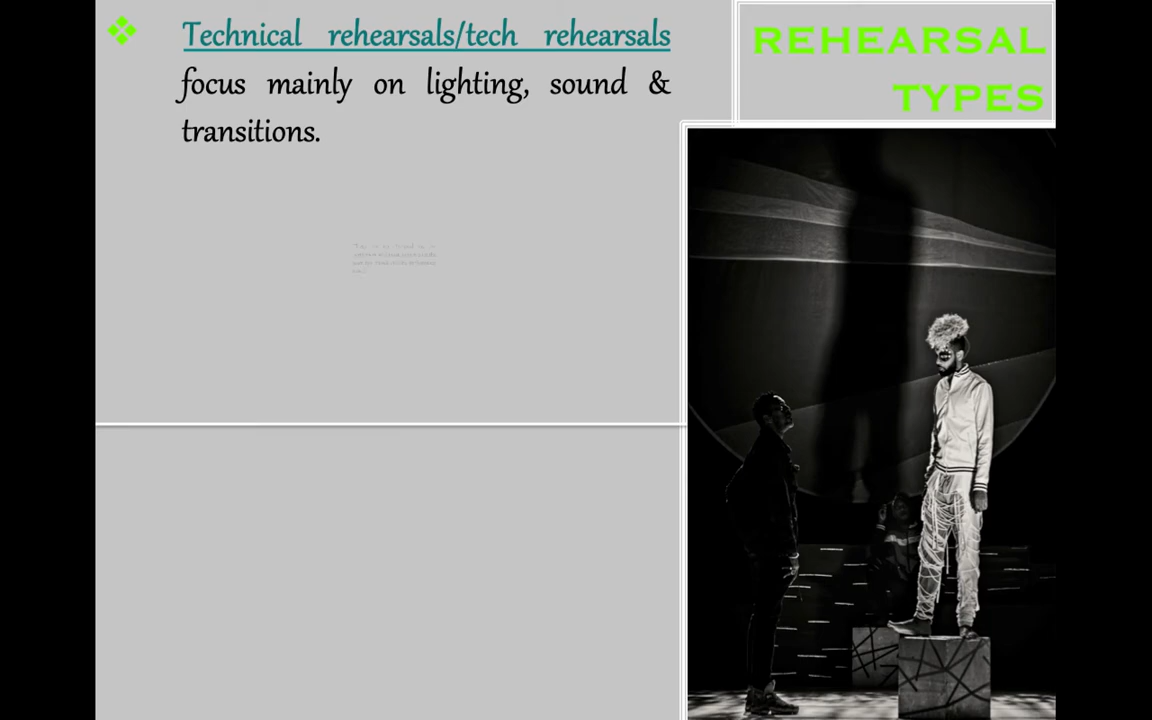 Technical rehearsals/tech rehearsals
focus mainly on lighting, sound &
transitions.
REHEARSAL
TYPES